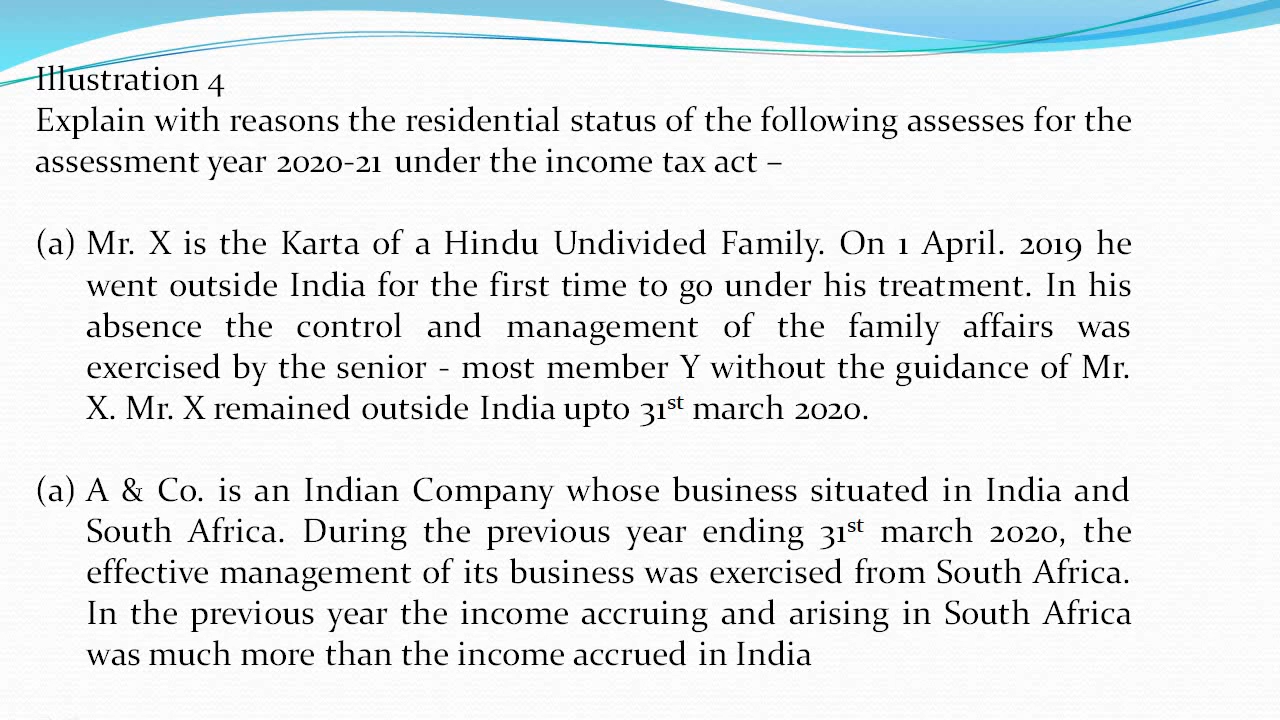 Illustration 4
Explain with reasons the residential status of the following assesses for the
assessment year 2020-21 under the income tax act –
(a) Mr. X is the Karta of a Hindu Undivided Family. On 1 April. 2019 he
went outside India for the first time to go under his treatment. In his
absence the control and management of the family affairs was
exercised by the senior - most member Y without the guidance of Mr.
X. Mr. X remained outside India upto 31st march 2020.
(a) A & Co. is an Indian Company whose business situated in India and
South Africa. During the previous year ending 31st march 2020, the
effective management of its business was exercised from South Africa.
In the previous year the income accruing and arising in South Africa
was much more than the income accrued in India